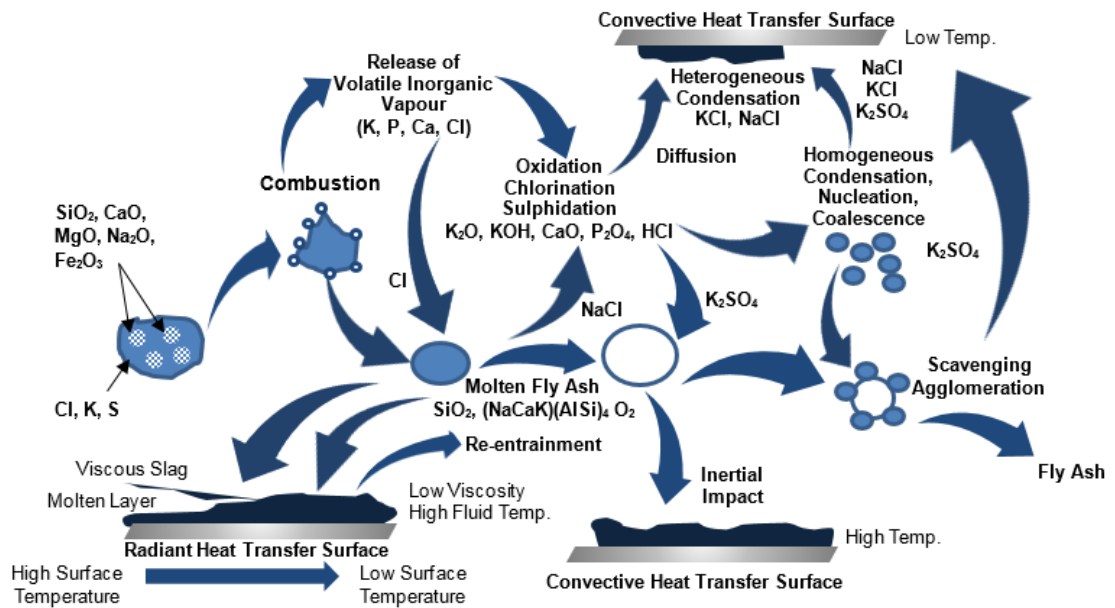 Convective Heat Transfer Surface
Low Temp.
Release of
Volatile Inorganic
Vapour
(K, P, Ca, Cl)
Heterogeneous
Condensation
KCl, NaCl
NaCl
KCl
K₂SO₄
Diffusion
Combustion
Oxidation
Chlorination
Sulphidation
K₂O, KOH, CaO, P₂O₄, HCl
Homogeneous
Condensation,
Nucleation,
Coalescence
SiO₂, CaO,
MgO, Na₂O,
Fe₂O₃
K₂SO₄
Cl
NaCl
K₂SO₄
Cl, K, S
Molten Fly Ash
SiO₂, (NaCaK)(AlSi)₄ O₂
Scavenging
Agglomeration
Re-entrainment
Viscous Slag
Molten Layer
Low Viscosity
High Fluid Temp.
Inertial
Impact
Fly Ash
High Temp.
Radiant Heat Transfer Surface
Convective Heat Transfer Surface
High Surface
Temperature
Low Surface
Temperature